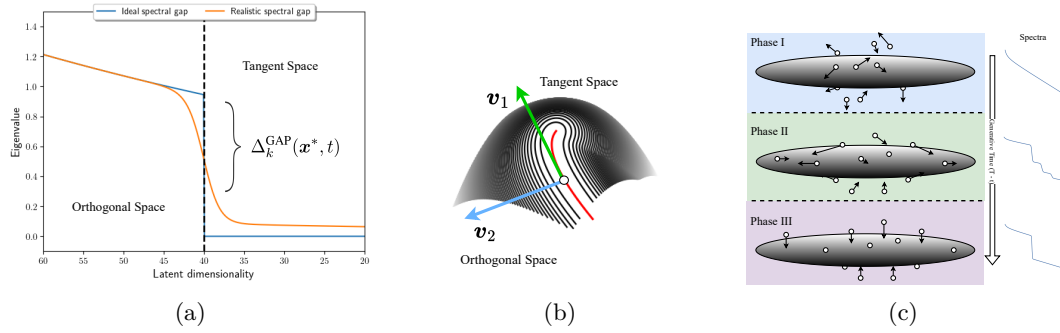 Ideal spectral gap
Realistic spectral gap
1.4
1.2
1.0
0.8
0.6
0.4
0.2
0.0
Eigenvalue
Tangent Space
Δ_k^GAP(x*, t)
Orthogonal Space
60 55 50 45 40 35 30 25 20
Latent dimensionality
(a)
Tangent Space
v₁
v₂
Orthogonal Space
(b)
Phase I
Phase II
Phase III
Spectra
(c)